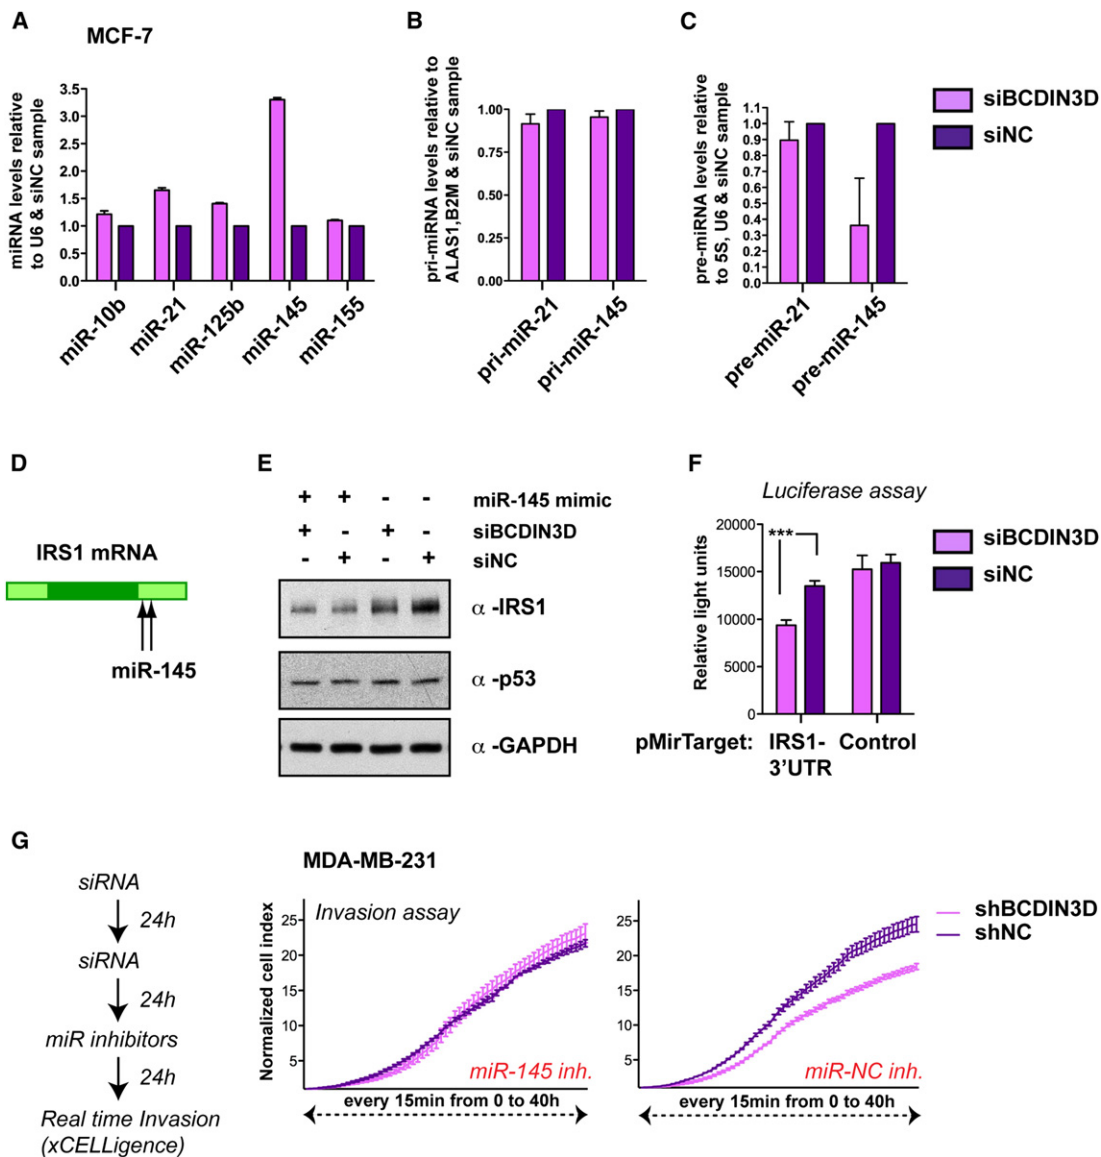 A
MCF-7
miRNA levels relative
to U6 & siNC sample
3.5
3.0
2.5
2.0
1.5
1.0
0.5
0.0
miR-10b
miR-21
miR-125b
miR-145
miR-155
B
pri-miRNA levels relative to
ALAS1,B2M & siNC sample
1.00
0.75
0.50
0.25
0.00
pri-miR-21
pri-miR-145
C
pre-miRNA levels relative
to 5S, U6 & siNC sample
1.1
1.0
0.9
0.8
0.7
0.6
0.5
0.4
0.3
0.2
0.1
0.0
pre-miR-21
pre-miR-145
siBCDIN3D
siNC
D
IRS1 mRNA
miR-145
E
+ + - - miR-145 mimic
+ - + - siBCDIN3D
- + - + siNC
α -IRS1
α -p53
α -GAPDH
F
Luciferase assay
Relative light units
20000
15000
10000
5000
0
***
pMirTarget: IRS1- Control
3'UTR
siBCDIN3D
siNC
G
siRNA
24h
siRNA
24h
miR inhibitors
24h
Real time Invasion
(xCELLigence)
MDA-MB-231
Invasion assay
Normalized cell index
25
20
15
10
5
miR-145 inh.
every 15min from 0 to 40h
25
20
15
10
5
miR-NC inh.
every 15min from 0 to 40h
shBCDIN3D
shNC